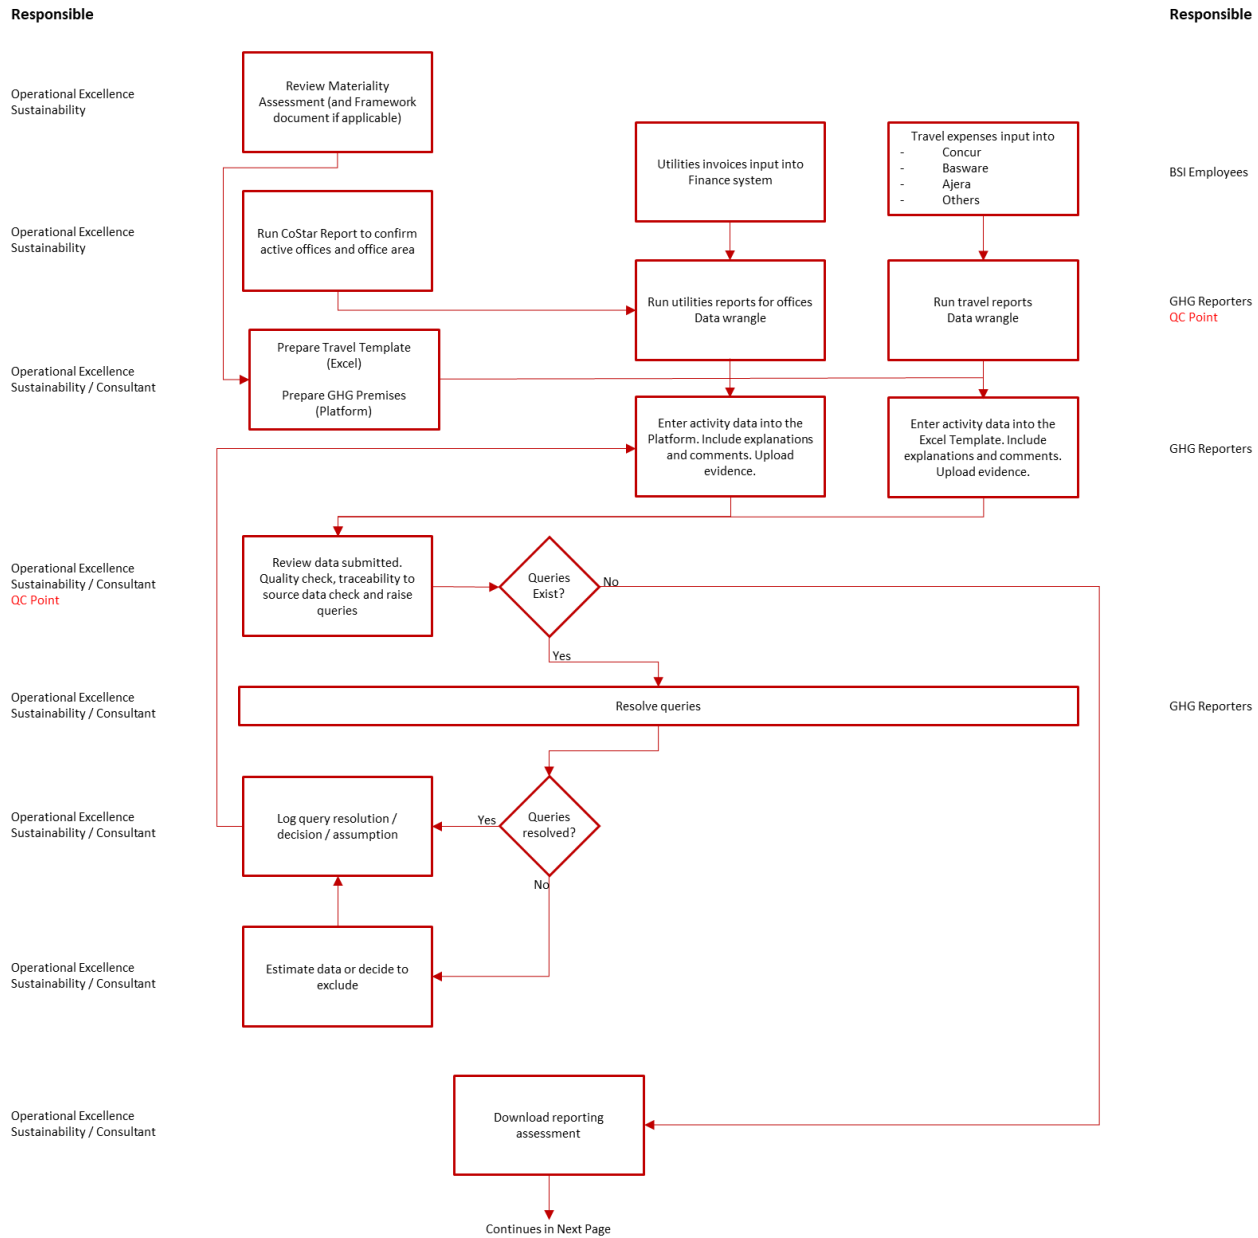 Responsible
Responsible
Operational Excellence
Sustainability
Review Materiality
Assessment (and Framework
document if applicable)
Utilities invoices input into
Finance system
Travel expenses input into
- Concur
- Basware
- Ajera
- Others
BSI Employees
Operational Excellence
Sustainability
Run CoStar Report to confirm
active offices and office area
Run utilities reports for offices
Data wrangle
Run travel reports
Data wrangle
GHG Reporters
QC Point
Operational Excellence
Sustainability / Consultant
Prepare Travel Template
(Excel)
Prepare GHG Premises
(Platform)
Enter activity data into the
Platform. Include explanations
and comments. Upload
evidence.
Enter activity data into the
Excel Template. Include
explanations and comments.
Upload evidence.
GHG Reporters
Operational Excellence
Sustainability / Consultant
QC Point
Review data submitted.
Quality check, traceability to
source data check and raise
queries
Queries
Exist?
No
Yes
Operational Excellence
Sustainability / Consultant
Resolve queries
GHG Reporters
Operational Excellence
Sustainability / Consultant
Log query resolution /
decision / assumption
Yes
Queries
resolved?
No
Operational Excellence
Sustainability / Consultant
Estimate data or decide to
exclude
Operational Excellence
Sustainability / Consultant
Download reporting
assessment
Continues in Next Page